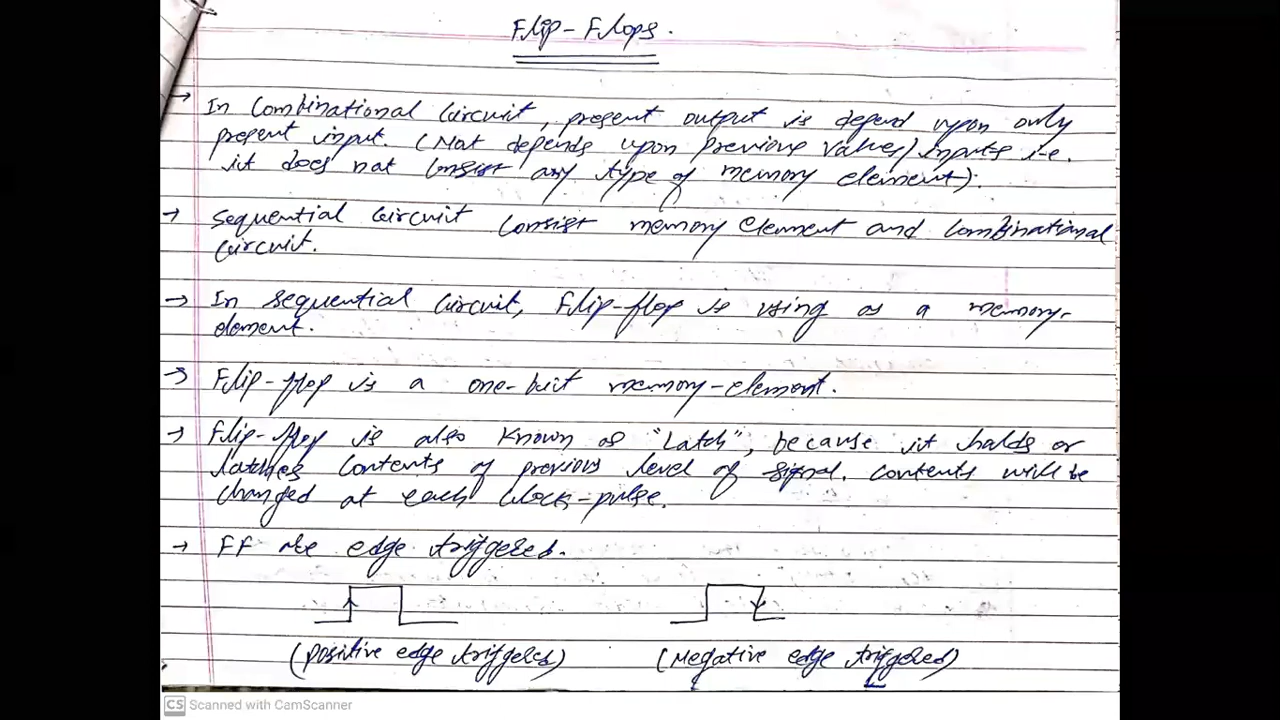 Flip-Flops.
→ In Combinational Circuit, present output is depend upon only
present input. (Not depends upon previous values/inputs i.e.
it does not consist any type of memory element).
→ sequential Circuit consist memory element and Combinational
Circuit.
→ In sequential Circuit, Flip-flop is using as a memory-
element.
→ Flip-flop is a one-bit memory-element.
→ Flip-flop is also known as "Latch", because it holds or
latches contents of previous level of signal. contents will be
changed at each clock-pulse.
→ FF are edge triggered.
(positive edge triggered) (Negative edge triggered)
CS Scanned with CamScanner